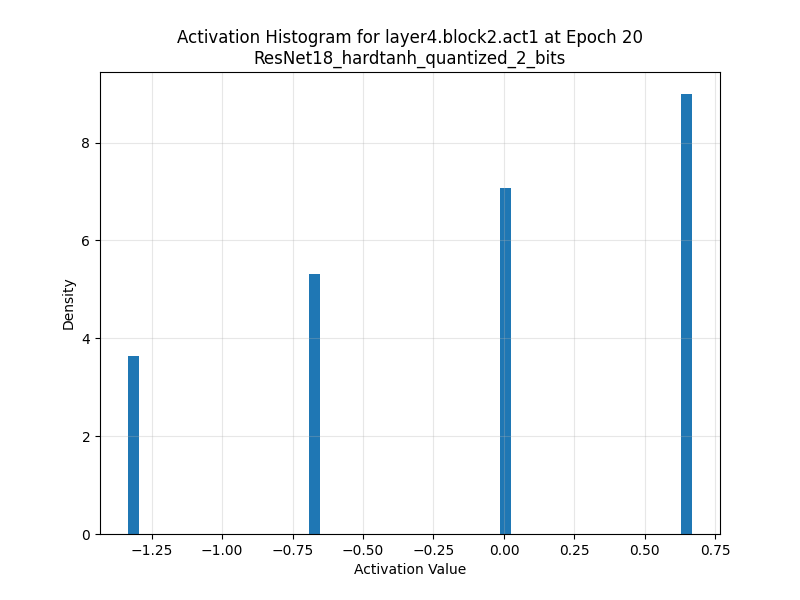 Activation Histogram for layer4.block2.act1 at Epoch 20
ResNet18_hardtanh_quantized_2_bits
Density
8
6
4
2
0
−1.25 −1.00 −0.75 −0.50 −0.25 0.00 0.25 0.50 0.75
Activation Value